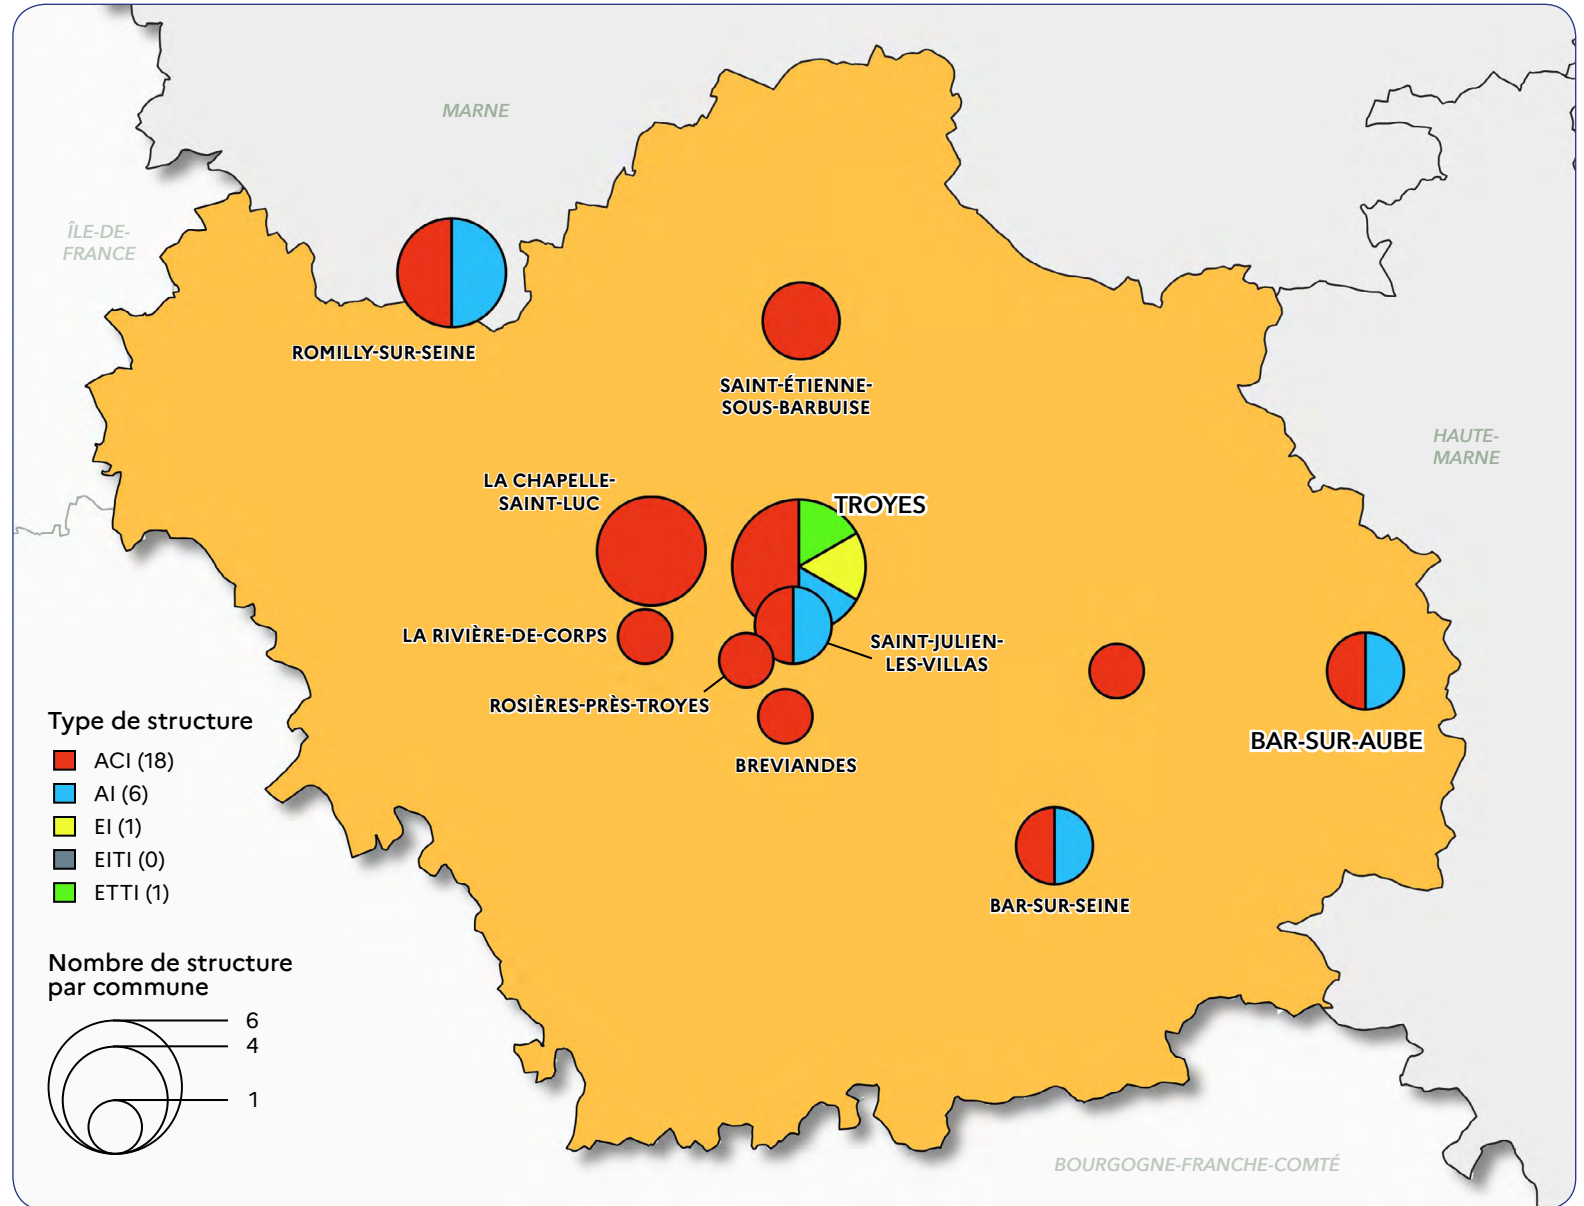 MARNE
ÎLE-DE-
FRANCE
ROMILLY-SUR-SEINE
SAINT-ÉTIENNE-
SOUS-BARBUISE
HAUTE-
MARNE
LA CHAPELLE-
SAINT-LUC
TROYES
LA RIVIÈRE-DE-CORPS
SAINT-JULIEN-
LES-VILLAS
ROSIÈRES-PRÈS-TROYES
BREVIANDES
BAR-SUR-AUBE
BAR-SUR-SEINE
Type de structure
ACI (18)
AI (6)
EI (1)
EITI (0)
ETTI (1)
Nombre de structure
par commune
6
4
1
BOURGOGNE-FRANCHE-COMTÉ